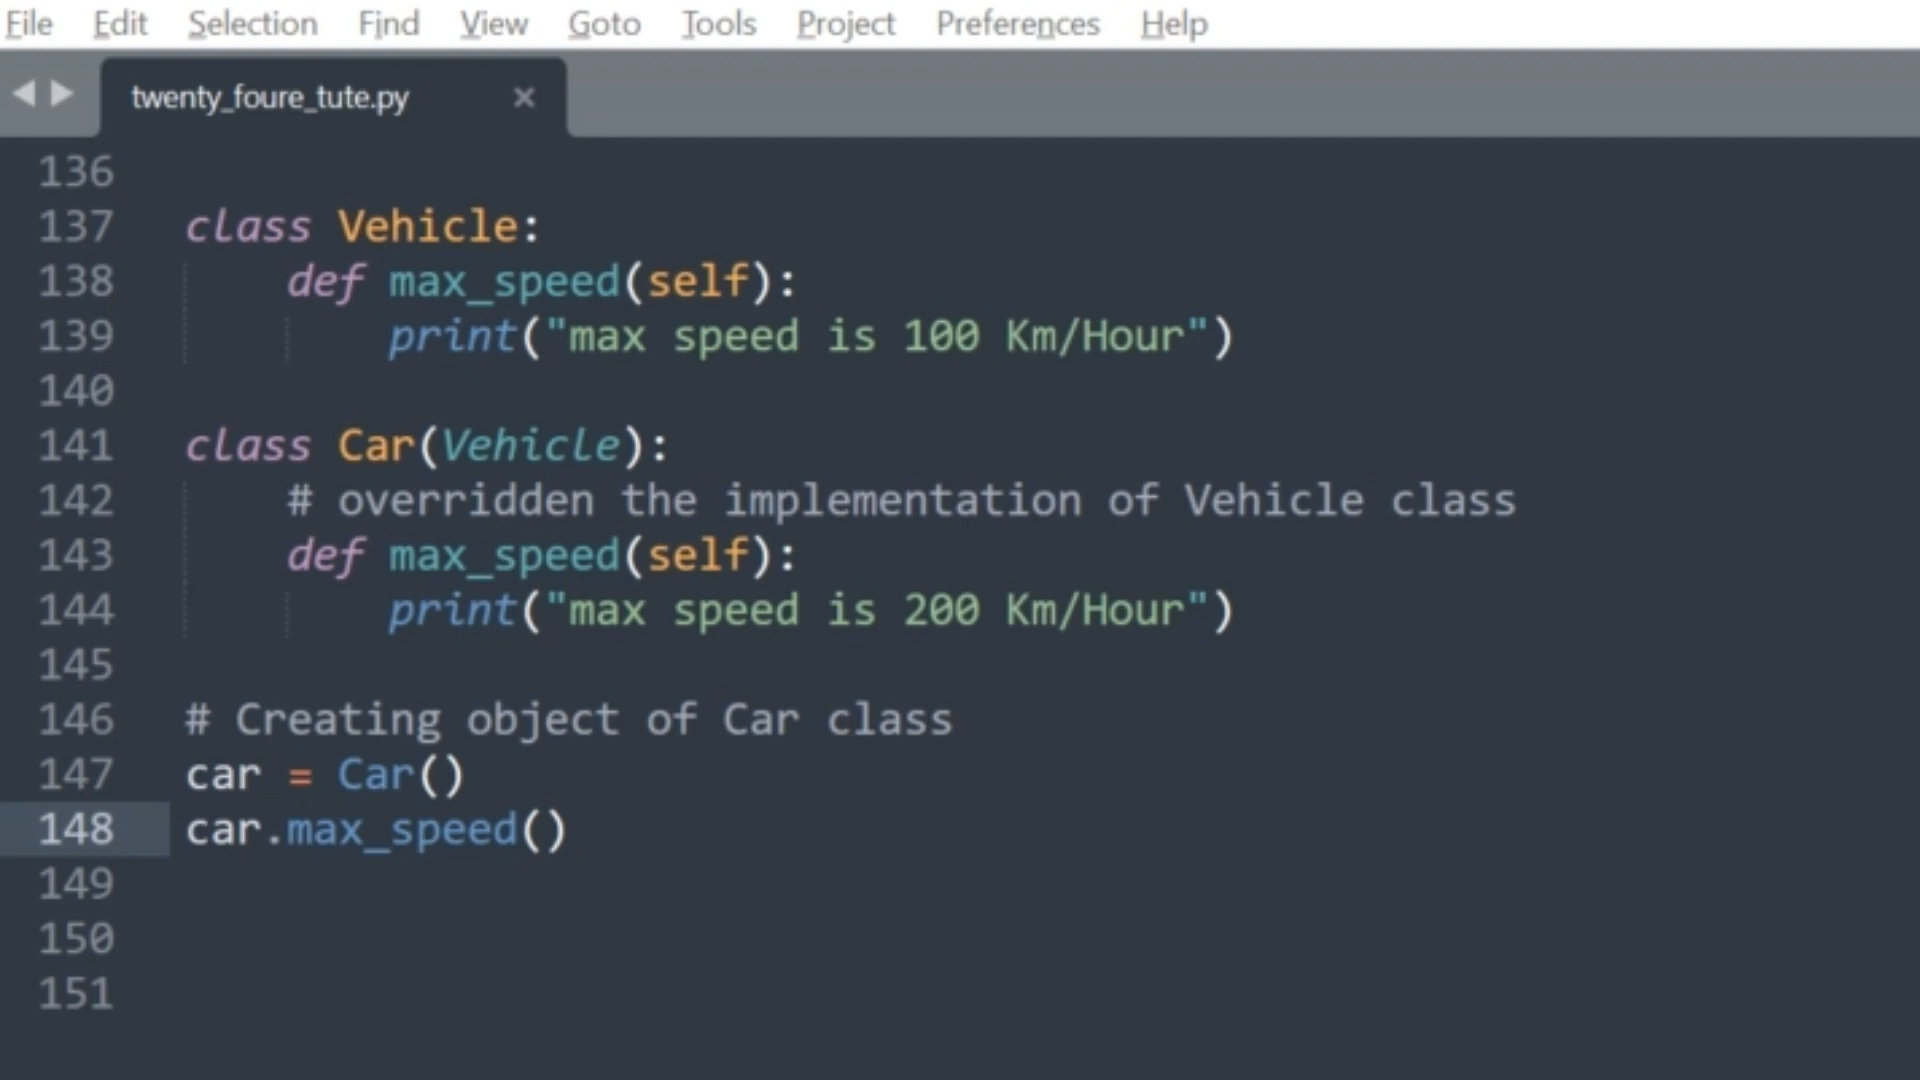 File Edit Selection Find View Goto Tools Project Preferences Help
twenty_foure_tute.py ×
136
137 class Vehicle:
138     def max_speed(self):
139         print("max speed is 100 Km/Hour")
140
141 class Car(Vehicle):
142     # overridden the implementation of Vehicle class
143     def max_speed(self):
144         print("max speed is 200 Km/Hour")
145
146 # Creating object of Car class
147 car = Car()
148 car.max_speed()
149
150
151